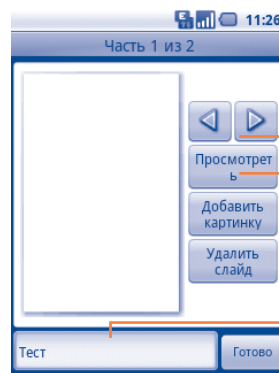 11:26
Часть 1 из 2
Просмотрет
ь
Добавить
картинку
Удалить
слайд
Тест
Готово